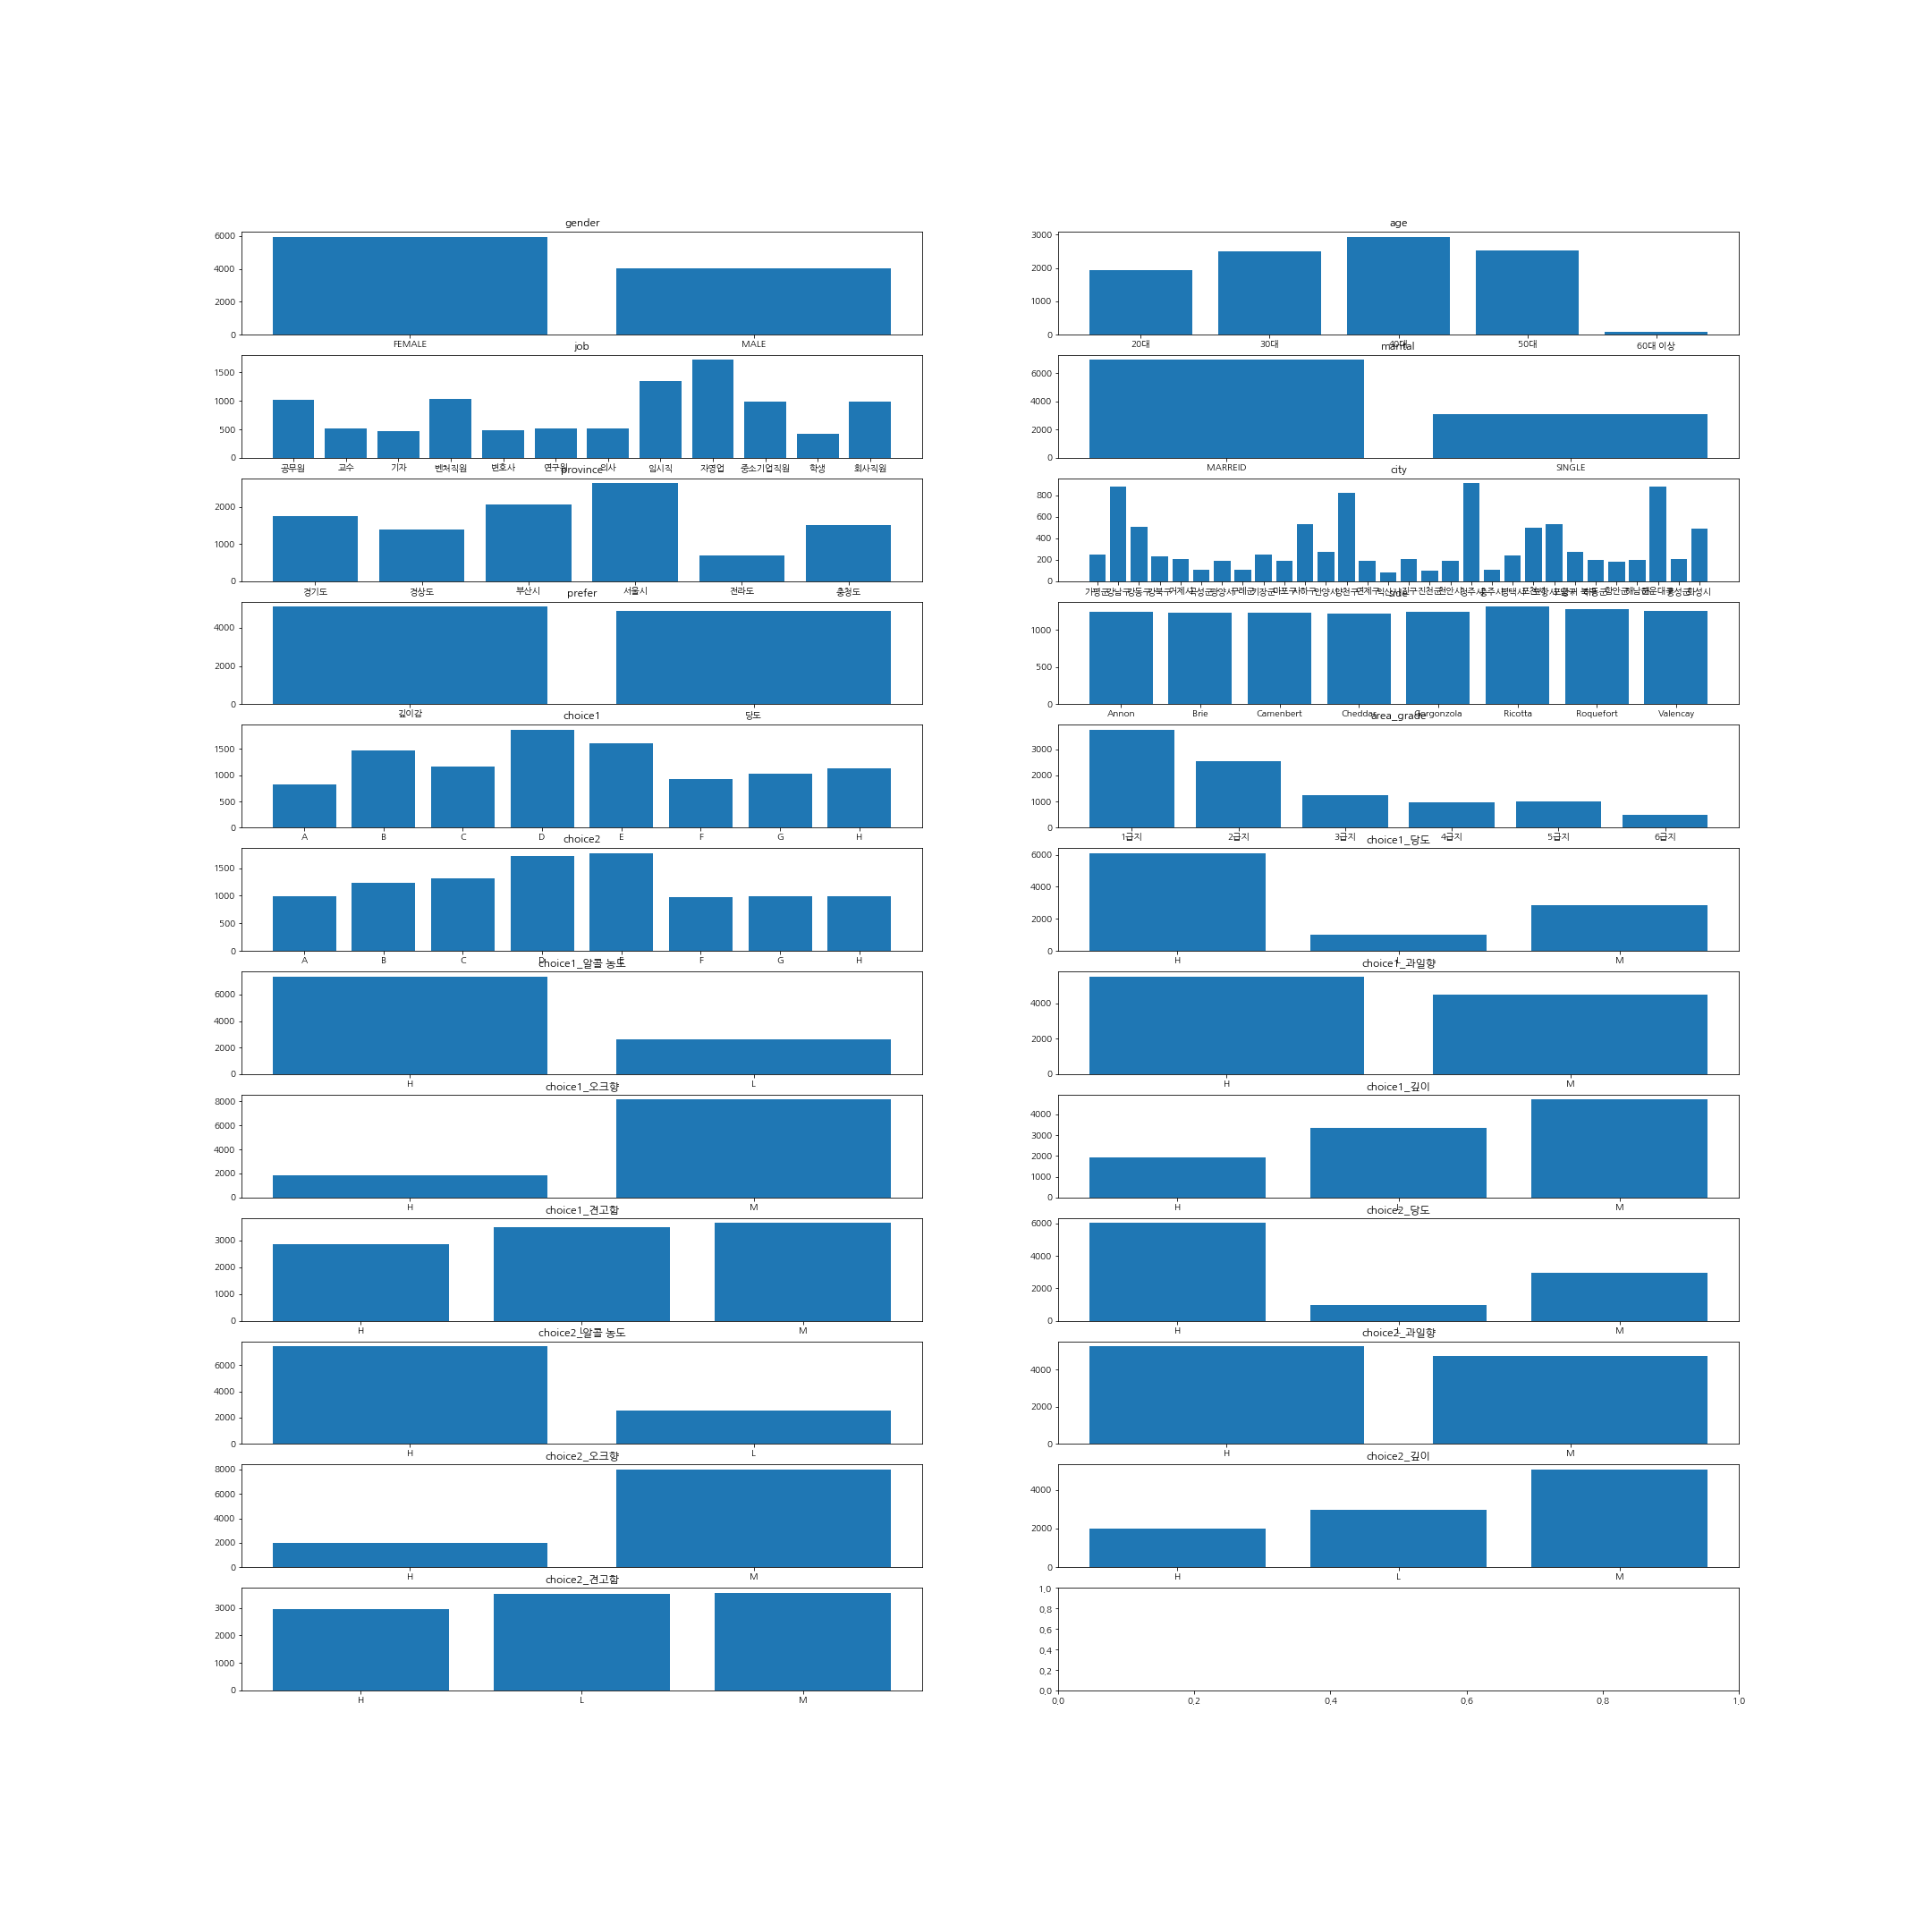 gender
6000
4000
2000
0
FEMALE
MALE
age
3000
2000
1000
0
20대
30대
40대
50대
60대 이상
job
1500
1000
500
0
공무원
교수
기자
벤처직원
변호사
연구원
의사
임시직
자영업
중소기업직원
학생
회사직원
marital
6000
4000
2000
0
MARREID
SINGLE
province
2000
1000
0
경기도
경상도
부산시
서울시
전라도
충청도
city
800
600
400
200
0
prefer
4000
2000
0
깊이감
당도
side
1000
500
0
Annon
Brie
Camenbert
Cheddar
Gorgonzola
Ricotta
Roquefort
Valencay
choice1
1500
1000
500
0
A
B
C
D
E
F
G
H
area_grade
3000
2000
1000
0
1급지
2급지
3급지
4급지
5급지
6급지
choice2
1500
1000
500
0
A
B
C
D
E
F
G
H
choice1_당도
6000
4000
2000
0
H
L
M
choice1_알콜 농도
6000
4000
2000
0
H
L
choice1_과일향
4000
2000
0
H
M
choice1_오크향
8000
6000
4000
2000
0
H
M
choice1_깊이
4000
3000
2000
1000
0
H
L
M
choice1_견고함
3000
2000
1000
0
H
L
M
choice2_당도
6000
4000
2000
0
H
L
M
choice2_알콜 농도
6000
4000
2000
0
H
L
choice2_과일향
4000
2000
0
H
M
choice2_오크향
8000
6000
4000
2000
0
H
M
choice2_깊이
4000
2000
0
H
L
M
choice2_견고함
3000
2000
1000
0
H
L
M
1.0
0.8
0.6
0.4
0.2
0.0
0.0
0.2
0.4
0.6
0.8
1.0